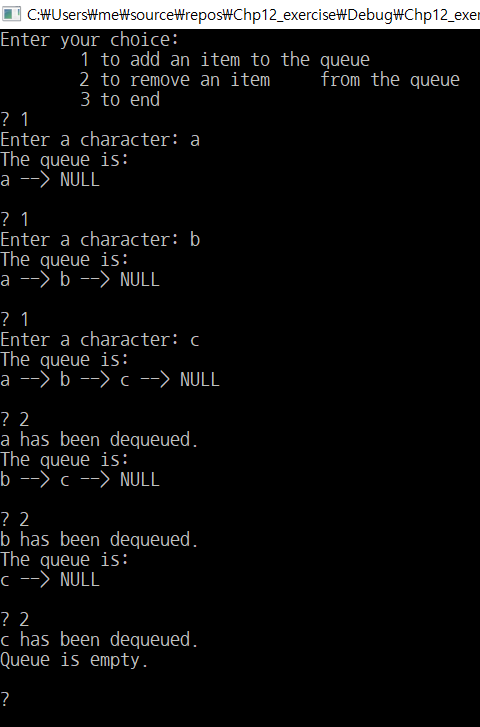 C:₩Users₩me₩source₩repos₩Chp12_exercise₩Debug₩Chp12_exer
Enter your choice:
        1 to add an item to the queue
        2 to remove an item     from the queue
        3 to end
? 1
Enter a character: a
The queue is:
a --> NULL

? 1
Enter a character: b
The queue is:
a --> b --> NULL

? 1
Enter a character: c
The queue is:
a --> b --> c --> NULL

? 2
a has been dequeued.
The queue is:
b --> c --> NULL

? 2
b has been dequeued.
The queue is:
c --> NULL

? 2
c has been dequeued.
Queue is empty.

?